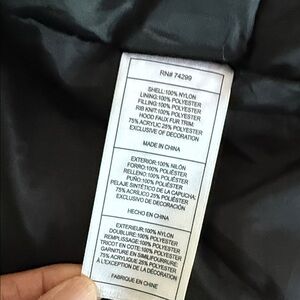 RN# 74299
SHELL:100% NYLON
LINING:100% POLYESTER
FILLING:100% POLYESTER
RIB KNIT:100% POLYESTER
HOOD FAUX FUR TRIM:
75% ACRYLIC 25% POLYESTER
EXCLUSIVE OF DECORATION
MADE IN CHINA
EXTERIOR:100% NILÓN
FORRO:100% POLIÉSTER
RELLENO:100% POLIÉSTER
PUÑO:100% POLIÉSTER
PELAJE SINTÉTICO DE LA CAPUCHA:
75% ACRÍLICO 25% POLIÉSTER
EXCLUSIVO DE DECORACIÓN
HECHO EN CHINA
EXTÉRIEUR:100% NYLON
DOUBLURE:100% POLYESTER
REMPLISSAGE:100% POLYESTER
TRICOT EN COTE:100% POLYESTER
GARNITURE EN SIMILIFOURRURE:
75% ACRYLIQUE 25% POLYESTER
À L'EXCEPTION DE LA DÉCORATION
FABRIQUÉ EN CHINE